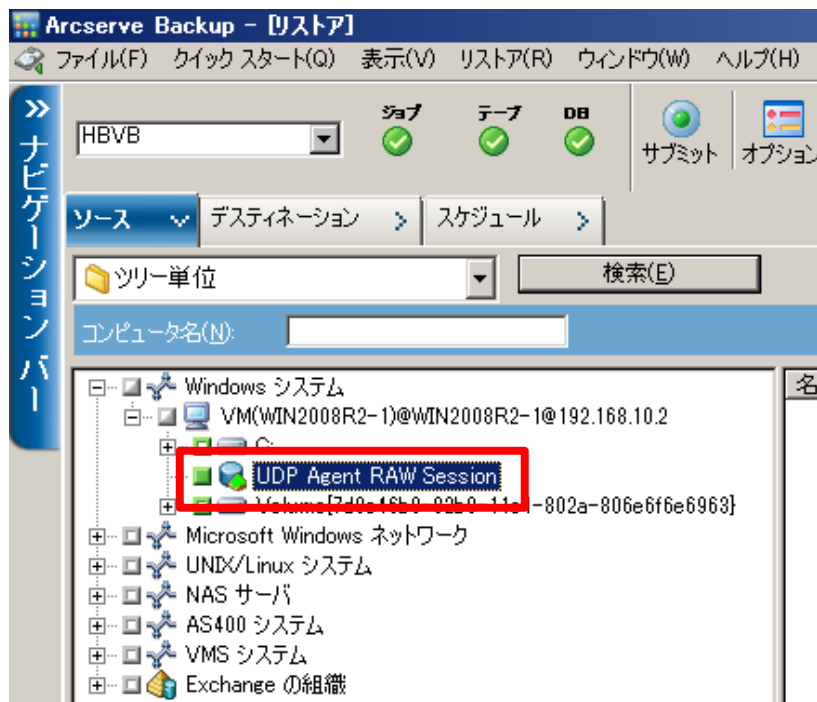 Arcserve Backup - [リストア]
ファイル(F) クイック スタート(Q) 表示(V) リストア(R) ウィンドウ(W) ヘルプ(H)
ナビゲーション バー
HBVB ジョブ テープ DB サブミット オプション
ソース デスティネーション スケジュール
ツリー単位 検索(E)
コンピュータ名(N):
名
Windows システム
VM(WIN2008R2-1)@WIN2008R2-1@192.168.10.2
C:
UDP Agent RAW Session
-802a-806e6f6e6963}
Microsoft Windows ネットワーク
UNIX/Linux システム
NAS サーバ
AS400 システム
VMS システム
Exchange の組織